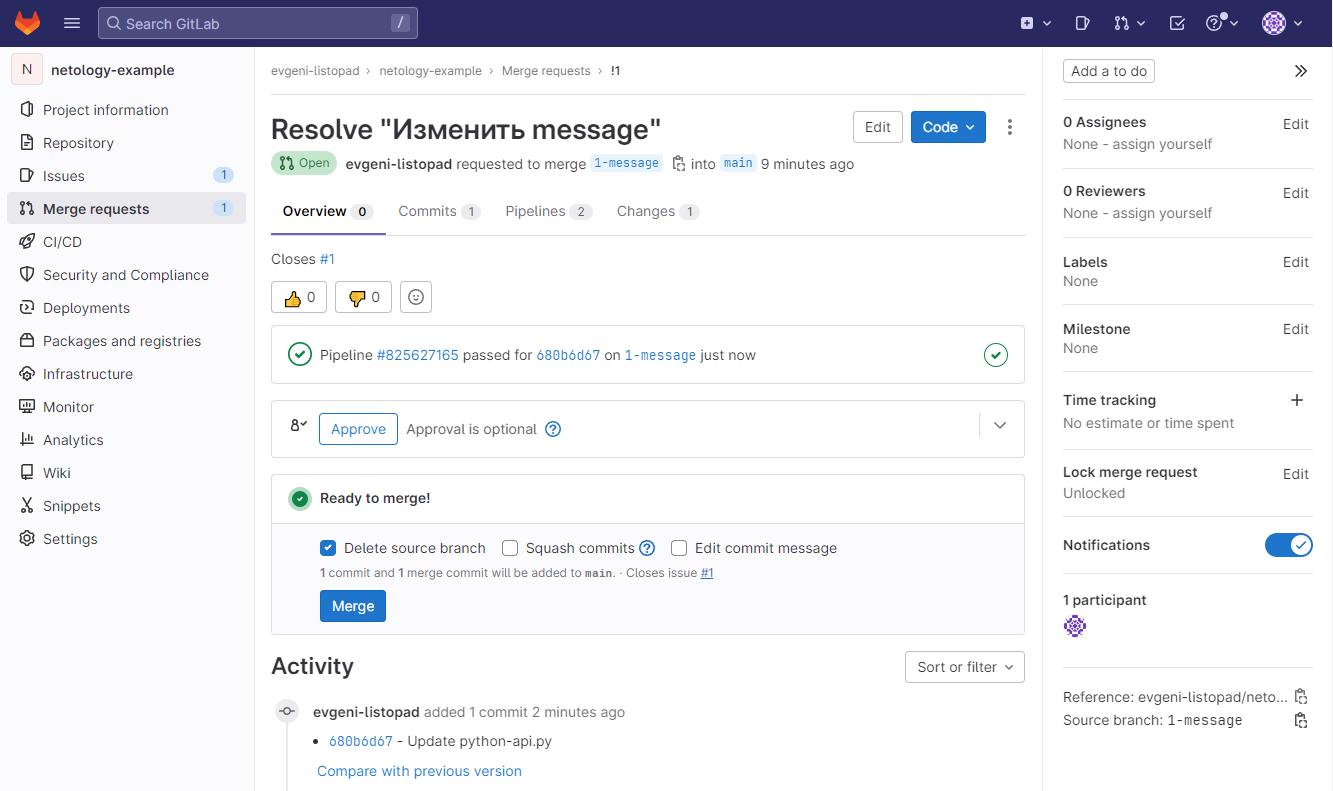 Search GitLab /
N netology-example
Project information
Repository
Issues 1
Merge requests 1
CI/CD
Security and Compliance
Deployments
Packages and registries
Infrastructure
Monitor
Analytics
Wiki
Snippets
Settings
evgeni-listopad › netology-example › Merge requests › !1
Resolve "Изменить message"
Edit Code
Open evgeni-listopad requested to merge 1-message into main 9 minutes ago
Overview 0 Commits 1 Pipelines 2 Changes 1
Closes #1
0 0
Pipeline #825627165 passed for 680b6d67 on 1-message just now
Approve Approval is optional
Ready to merge!
Delete source branch Squash commits Edit commit message
1 commit and 1 merge commit will be added to main. · Closes issue #1
Merge
Activity
Sort or filter
evgeni-listopad added 1 commit 2 minutes ago
• 680b6d67 - Update python-api.py
Compare with previous version
Add a to do
0 Assignees Edit
None - assign yourself
0 Reviewers Edit
None - assign yourself
Labels Edit
None
Milestone Edit
None
Time tracking
No estimate or time spent
Lock merge request Edit
Unlocked
Notifications
1 participant
Reference: evgeni-listopad/neto...
Source branch: 1-message